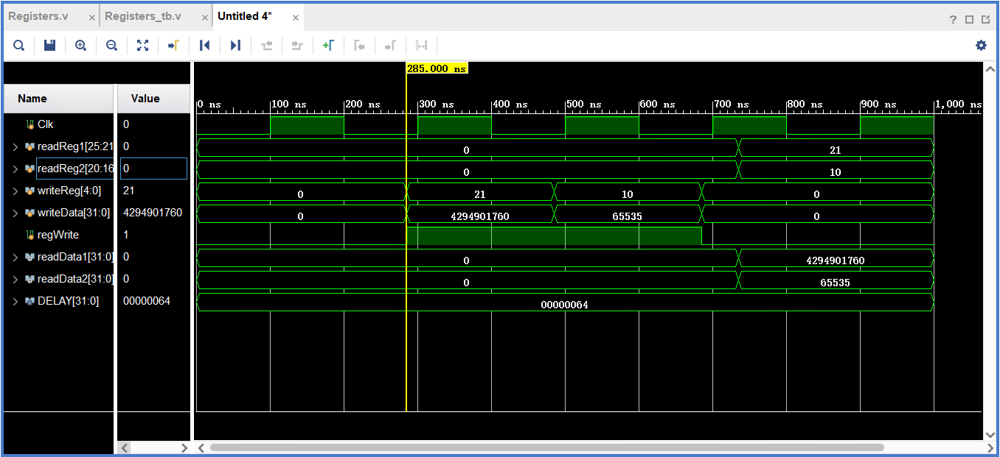 Registers.v × Registers_tb.v × Untitled 4* × ?
285.000 ns
Name Value
0 ns 100 ns 200 ns 300 ns 400 ns 500 ns 600 ns 700 ns 800 ns 900 ns 1,000 ns
Clk 0
readReg1[25:21 0 0 21
readReg2[20:16 0 0 10
writeReg[4:0] 21 0 21 10 0
writeData[31:0] 4294901760 0 4294901760 65535 0
regWrite 1
readData1[31:0] 0 0 4294901760
readData2[31:0] 0 0 65535
DELAY[31:0] 00000064 00000064